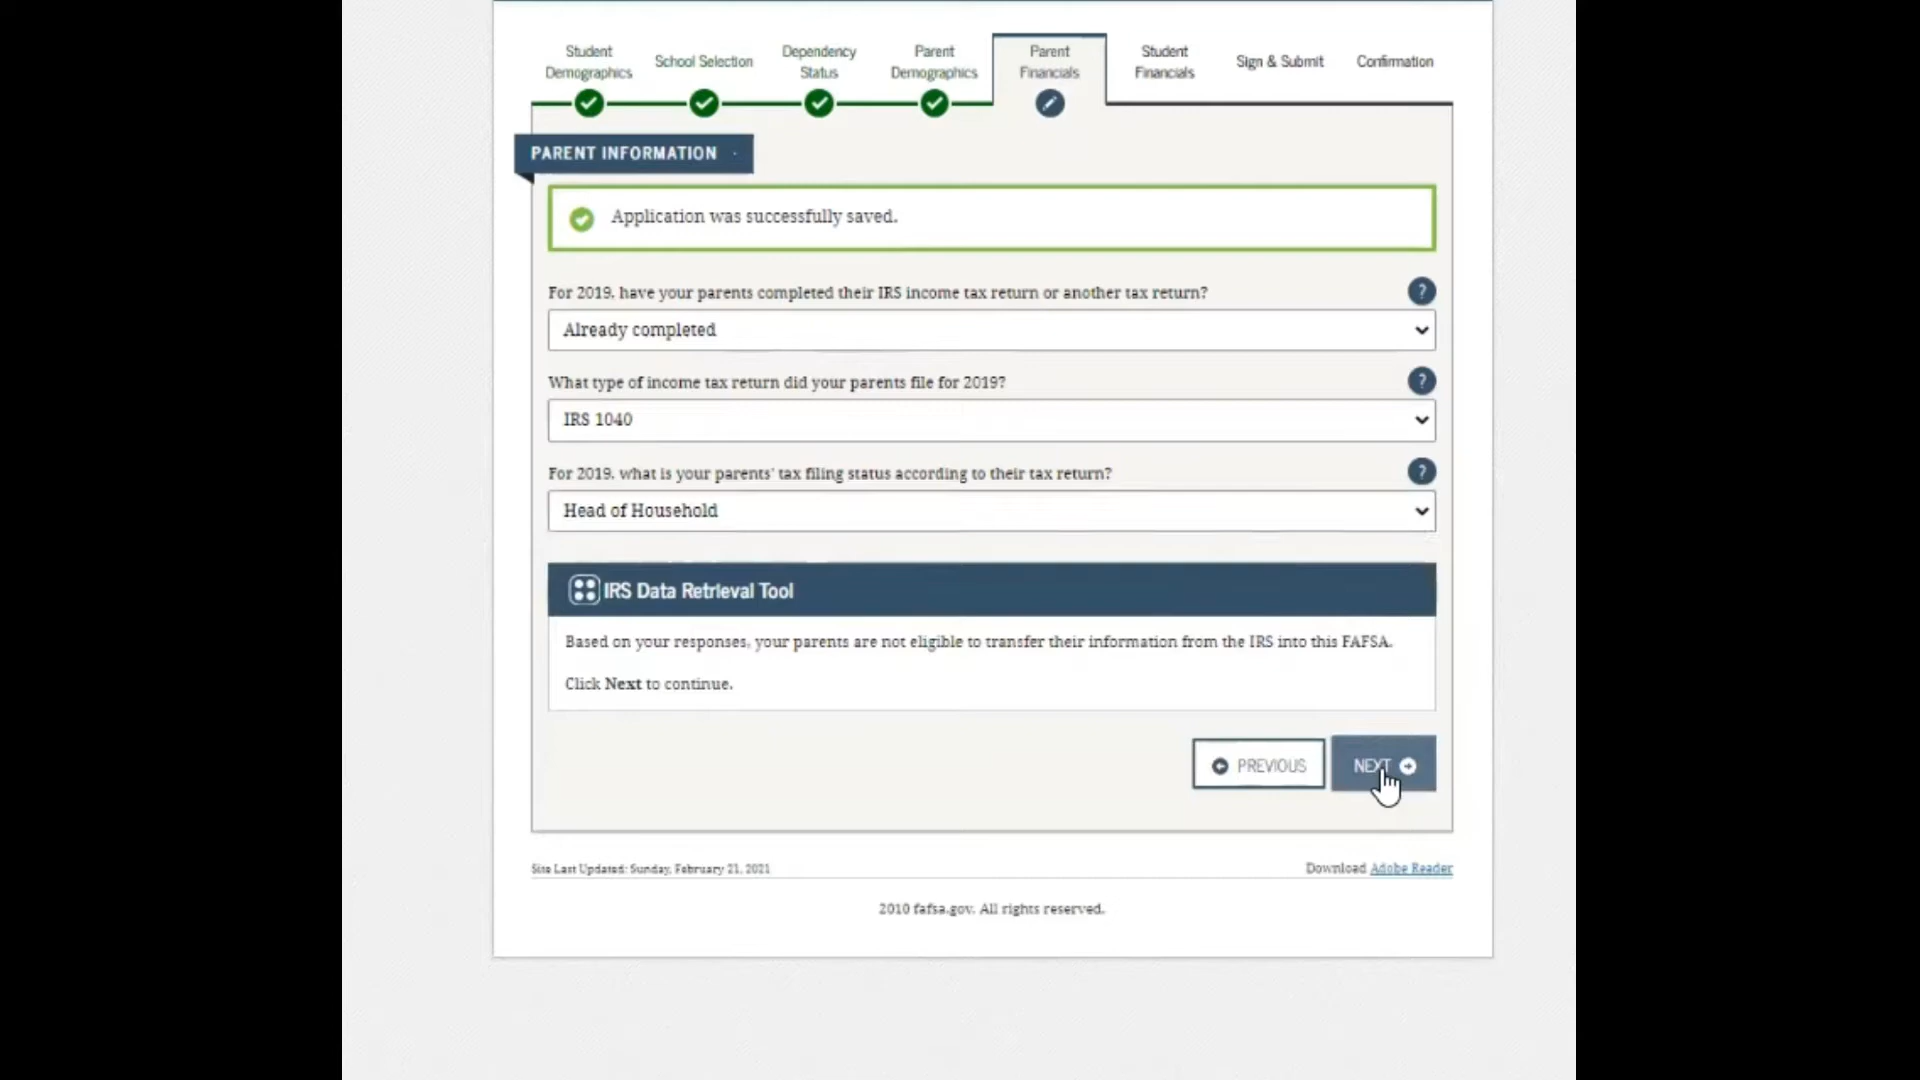 Student
Demographics
School Selection
Dependency
Status
Parent
Demographics
Parent
Financials
Student
Financials
Sign & Submit
Confirmation
PARENT INFORMATION
Application was successfully saved.
For 2019, have your parents completed their IRS income tax return or another tax return?
?
Already completed
What type of income tax return did your parents file for 2019?
?
IRS 1040
For 2019, what is your parents' tax filing status according to their tax return?
?
Head of Household
IRS Data Retrieval Tool
Based on your responses, your parents are not eligible to transfer their information from the IRS into this FAFSA.
Click Next to continue.
PREVIOUS
NEXT
Site Last Updated: Sunday, February 21, 2021
Download Adobe Reader
2010 fafsa.gov. All rights reserved.